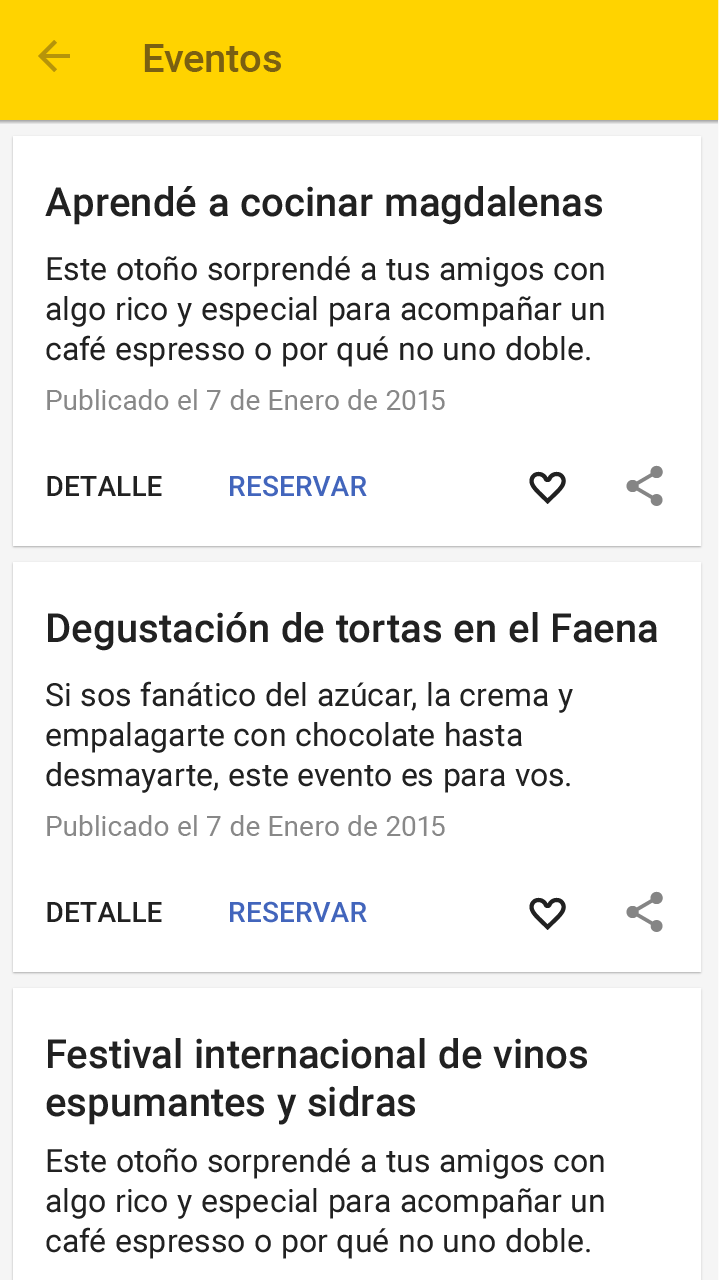 Eventos
Aprendé a cocinar magdalenas
Este otoño sorprendé a tus amigos con
algo rico y especial para acompañar un
café espresso o por qué no uno doble.
Publicado el 7 de Enero de 2015
DETALLE RESERVAR
Degustación de tortas en el Faena
Si sos fanático del azúcar, la crema y
empalagarte con chocolate hasta
desmayarte, este evento es para vos.
Publicado el 7 de Enero de 2015
DETALLE RESERVAR
Festival internacional de vinos
espumantes y sidras
Este otoño sorprendé a tus amigos con
algo rico y especial para acompañar un
café espresso o por qué no uno doble.